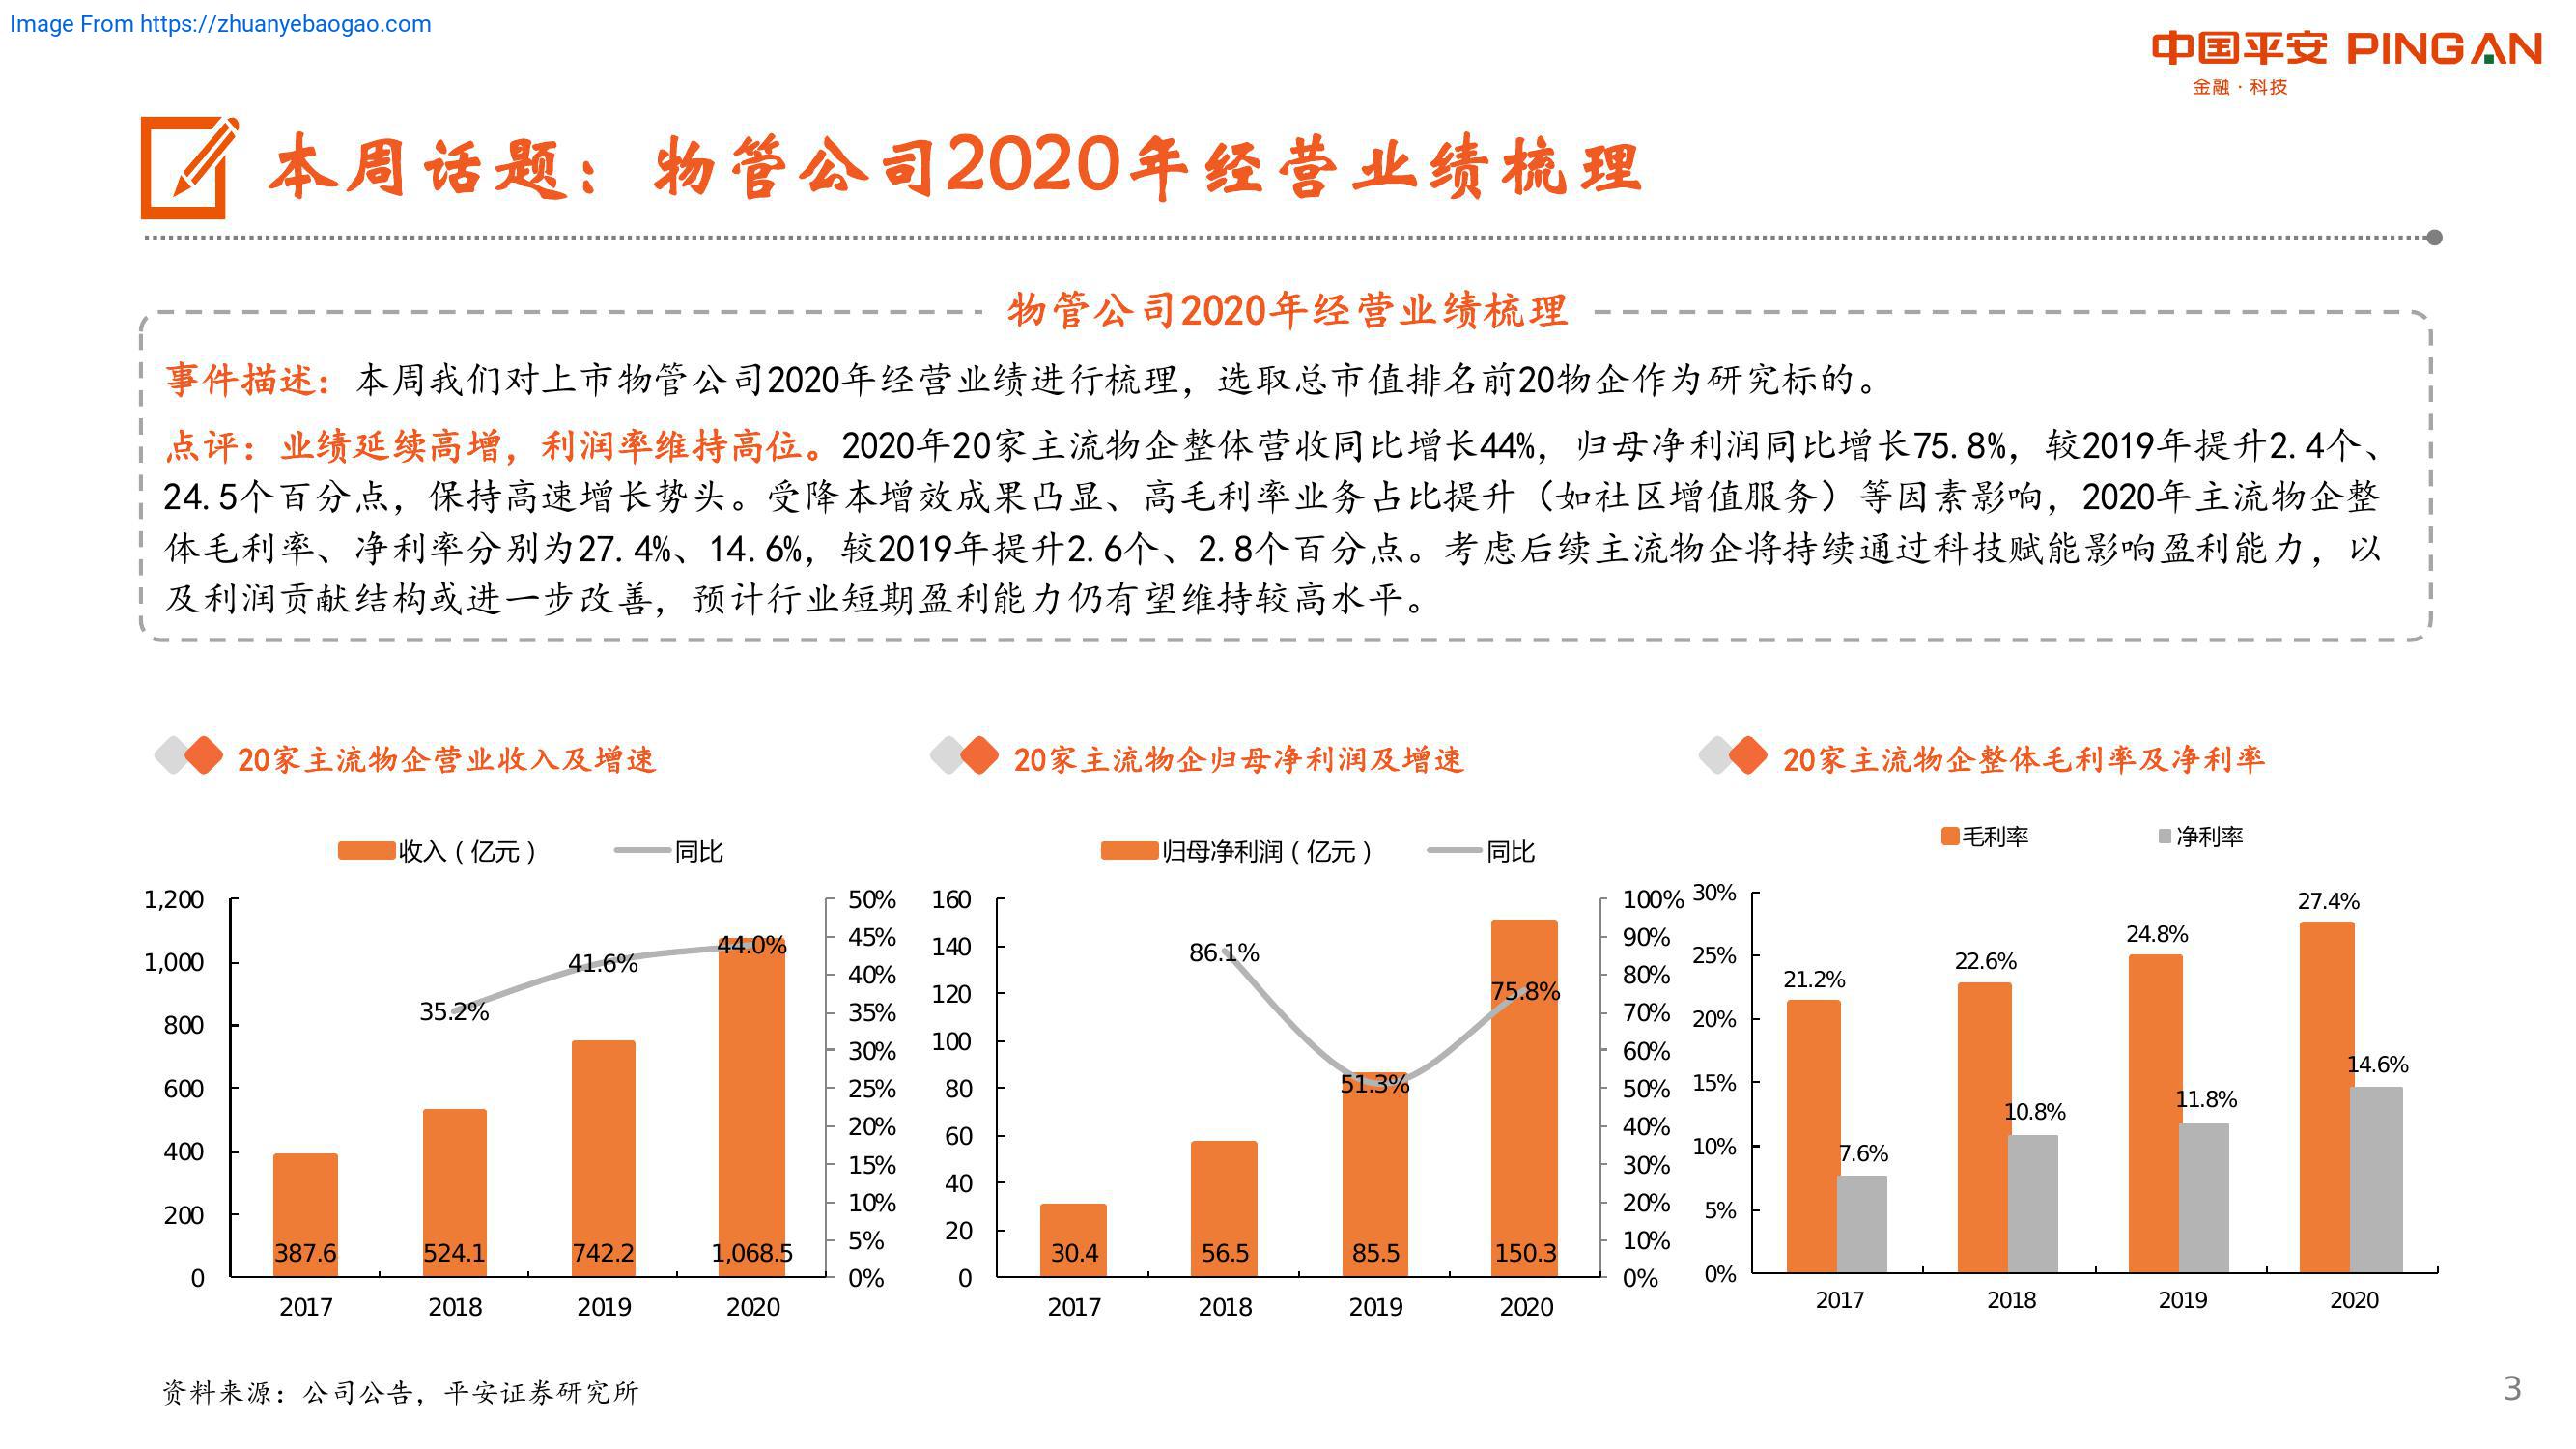 Image From https://zhuanyebaogao.com
中国平安 PINGAN
金融·科技
本周话题：物管公司2020年经营业绩梳理
物管公司2020年经营业绩梳理
事件描述：本周我们对上市物管公司2020年经营业绩进行梳理，选取总市值排名前20物企作为研究标的。
点评：业绩延续高增，利润率维持高位。2020年20家主流物企整体营收同比增长44%，归母净利润同比增长75.8%，较2019年提升2.4个、
24.5个百分点，保持高速增长势头。受降本增效成果凸显、高毛利率业务占比提升（如社区增值服务）等因素影响，2020年主流物企整
体毛利率、净利率分别为27.4%、14.6%，较2019年提升2.6个、2.8个百分点。考虑后续主流物企将持续通过科技赋能影响盈利能力，以
及利润贡献结构或进一步改善，预计行业短期盈利能力仍有望维持较高水平。
20家主流物企营业收入及增速
收入（亿元） 同比
1,200
1,000
800
600
400
200
0
50%
45%
40%
35%
30%
25%
20%
15%
10%
5%
0%
35.2% 41.6% 44.0%
387.6 524.1 742.2 1,068.5
2017 2018 2019 2020
20家主流物企归母净利润及增速
归母净利润（亿元） 同比
160
140
120
100
80
60
40
20
0
100%
90%
80%
70%
60%
50%
40%
30%
20%
10%
0%
86.1% 51.3% 75.8%
30.4 56.5 85.5 150.3
2017 2018 2019 2020
20家主流物企整体毛利率及净利率
毛利率 净利率
30%
25%
20%
15%
10%
5%
0%
21.2% 22.6% 24.8% 27.4%
7.6% 10.8% 11.8% 14.6%
2017 2018 2019 2020
资料来源：公司公告，平安证券研究所
3